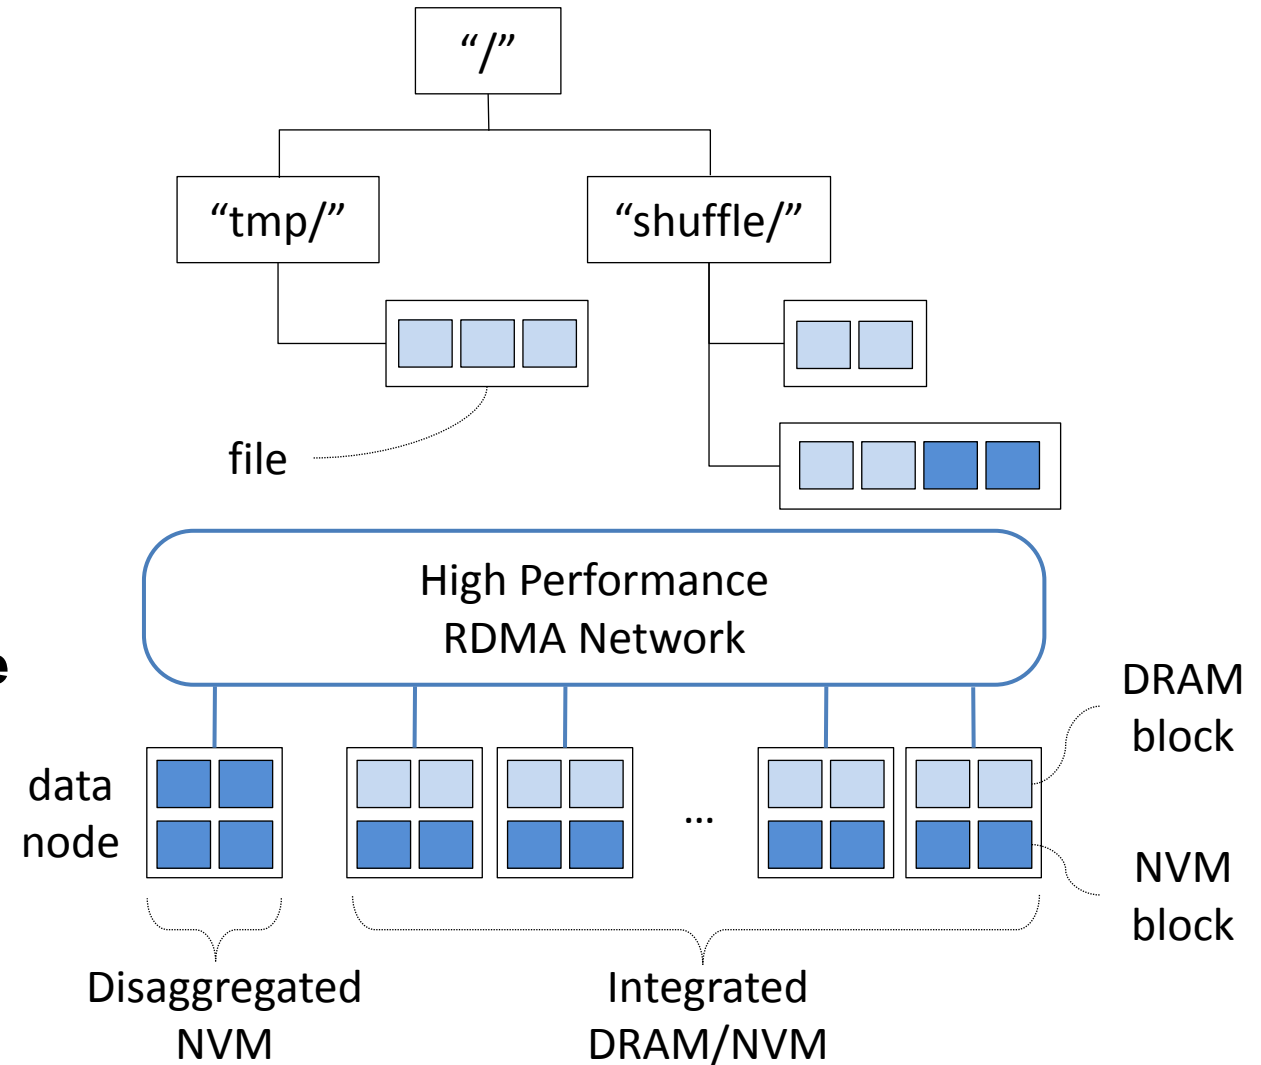 “/”
“tmp/”
“shuffle/”
file
High Performance
RDMA Network
e
DRAM
block
data
node
...
NVM
block
Disaggregated
NVM
Integrated
DRAM/NVM